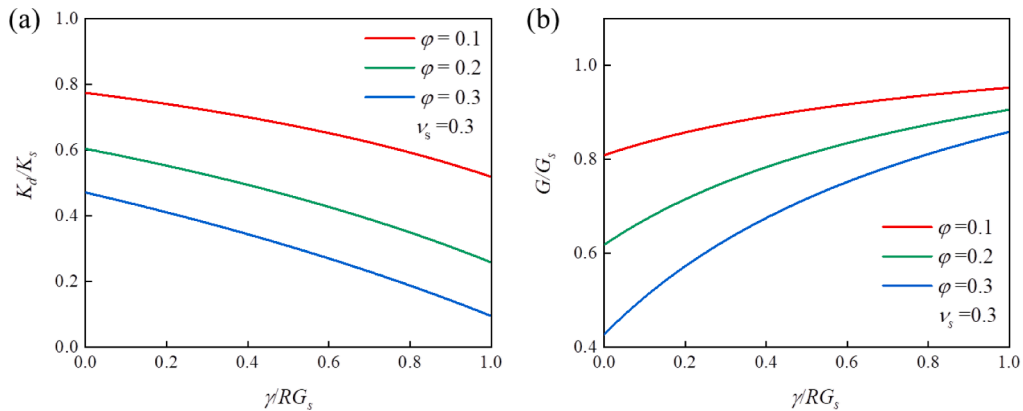 (a)
1.0
0.8
0.6
0.4
0.2
0.0
K_d/K_s
φ = 0.1
φ = 0.2
φ = 0.3
ν_s =0.3
0.0 0.2 0.4 0.6 0.8 1.0
γ/RG_s
(b)
1.0
0.8
0.6
0.4
G/G_s
φ =0.1
φ =0.2
φ =0.3
ν_s =0.3
0.0 0.2 0.4 0.6 0.8 1.0
γ/RG_s